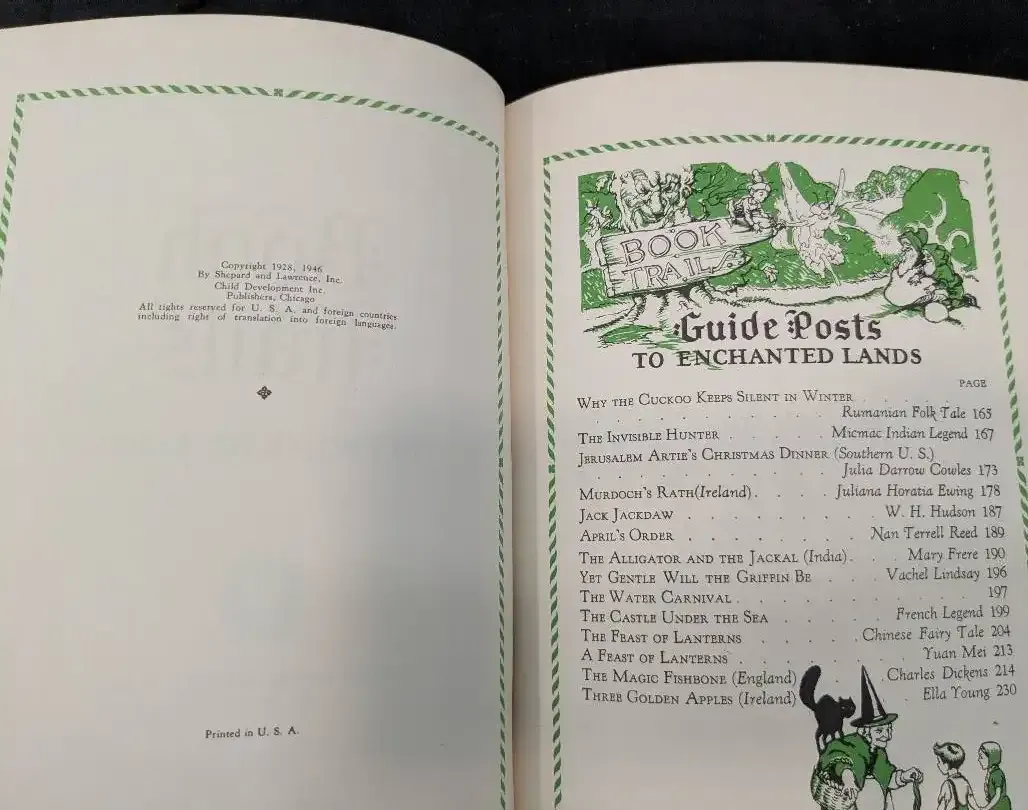 Copyright 1928, 1946
By Shepard and Lawrence, Inc.
Child Development Inc.
Publishers, Chicago
All rights reserved for U. S. A. and foreign countries
including right of translation into foreign languages.
Printed in U. S. A.
BOOK
TRAILS
Guide Posts
TO ENCHANTED LANDS
PAGE
WHY THE CUCKOO KEEPS SILENT IN WINTER . . . . .
. . . . . . . . . . Rumanian Folk Tale 165
THE INVISIBLE HUNTER . . . . . Micmac Indian Legend 167
JERUSALEM ARTIE'S CHRISTMAS DINNER (Southern U. S.)
. . . . . . . . . . Julia Darrow Cowles 173
MURDOCH'S RATH(Ireland) . . . . Juliana Horatia Ewing 178
JACK JACKDAW . . . . . . . . W. H. Hudson 187
APRIL'S ORDER . . . . . . . Nan Terrell Reed 189
THE ALLIGATOR AND THE JACKAL (India) . . . Mary Frere 190
YET GENTLE WILL THE GRIFFIN BE . . . Vachel Lindsay 196
THE WATER CARNIVAL . . . . . . . . . . 197
THE CASTLE UNDER THE SEA . . . . . French Legend 199
THE FEAST OF LANTERNS . . . . . Chinese Fairy Tale 204
A FEAST OF LANTERNS . . . . . . . . Yuan Mei 213
THE MAGIC FISHBONE (England) . . . Charles Dickens 214
THREE GOLDEN APPLES (Ireland) . . . . Ella Young 230